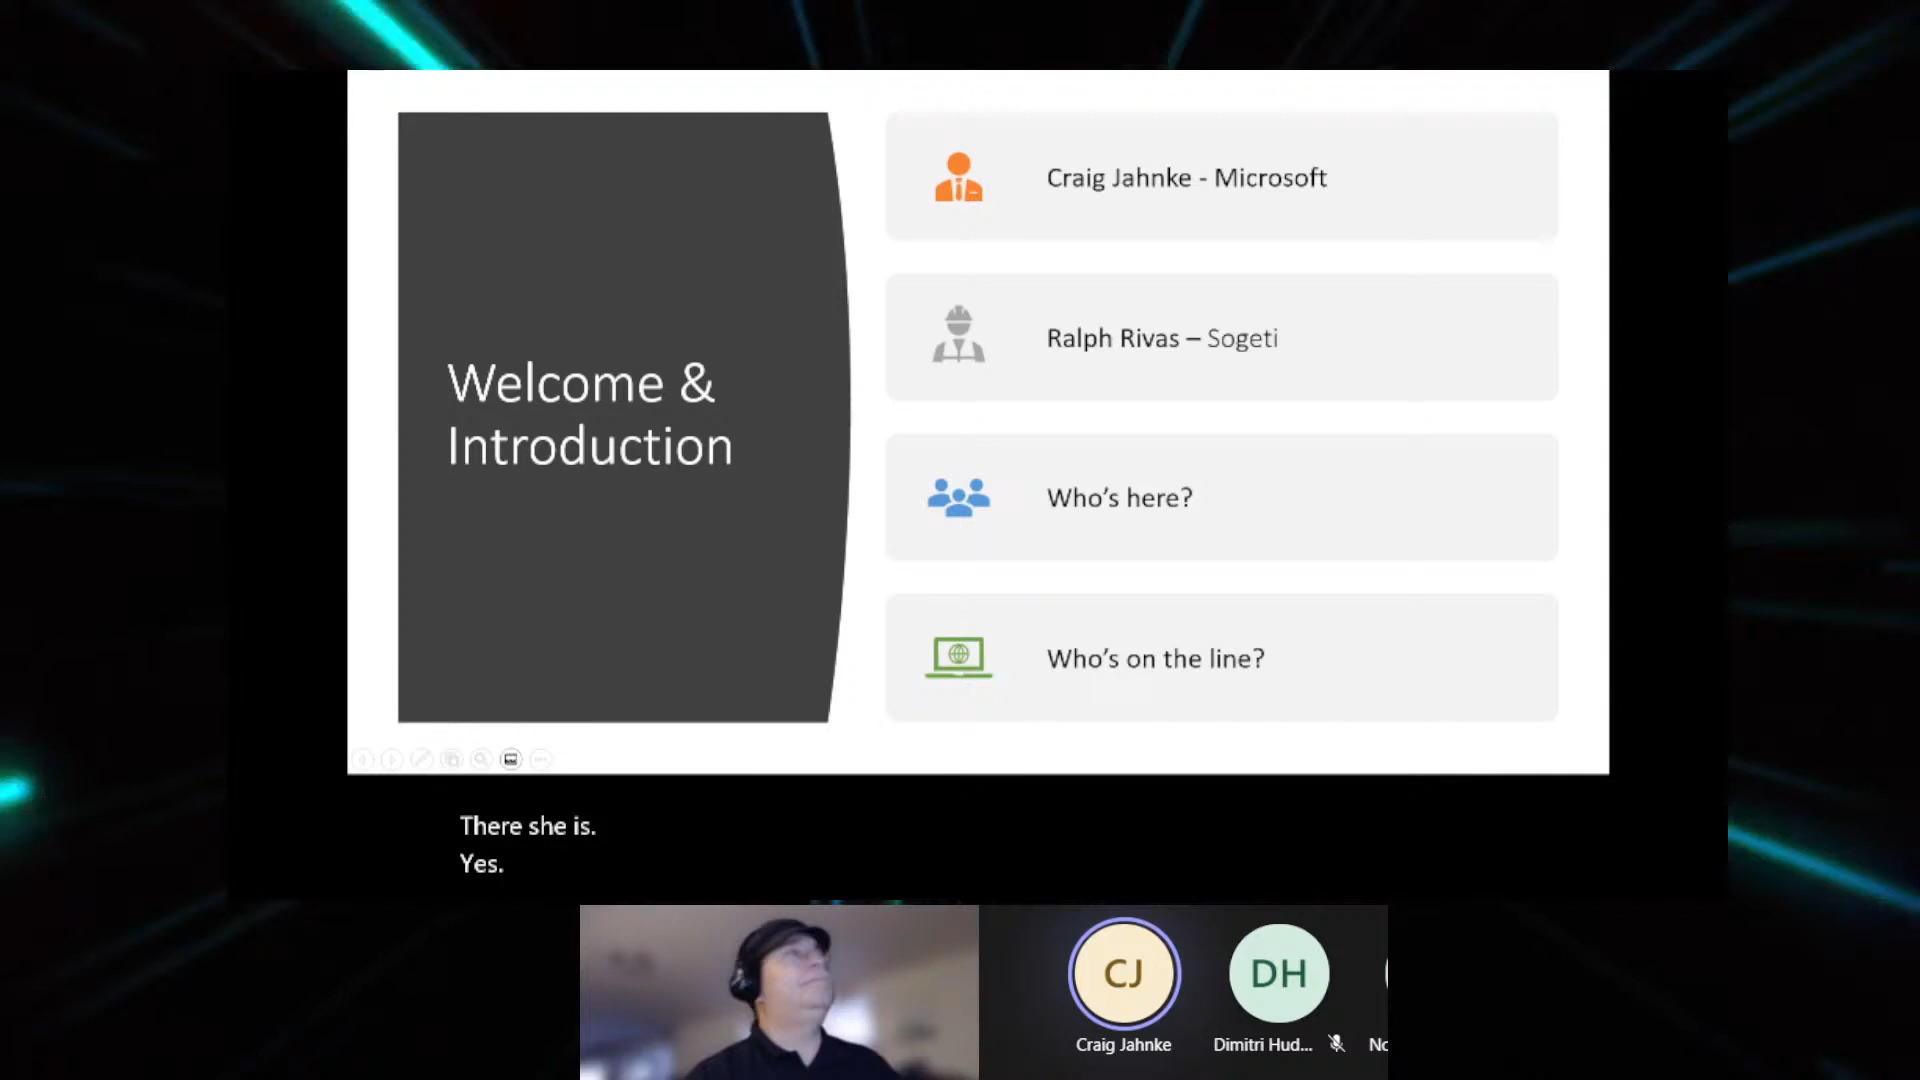 Welcome &
Introduction
Craig Jahnke - Microsoft
Ralph Rivas – Sogeti
Who's here?
Who's on the line?
There she is.
Yes.
CJ
DH
Craig Jahnke
Dimitri Hud...